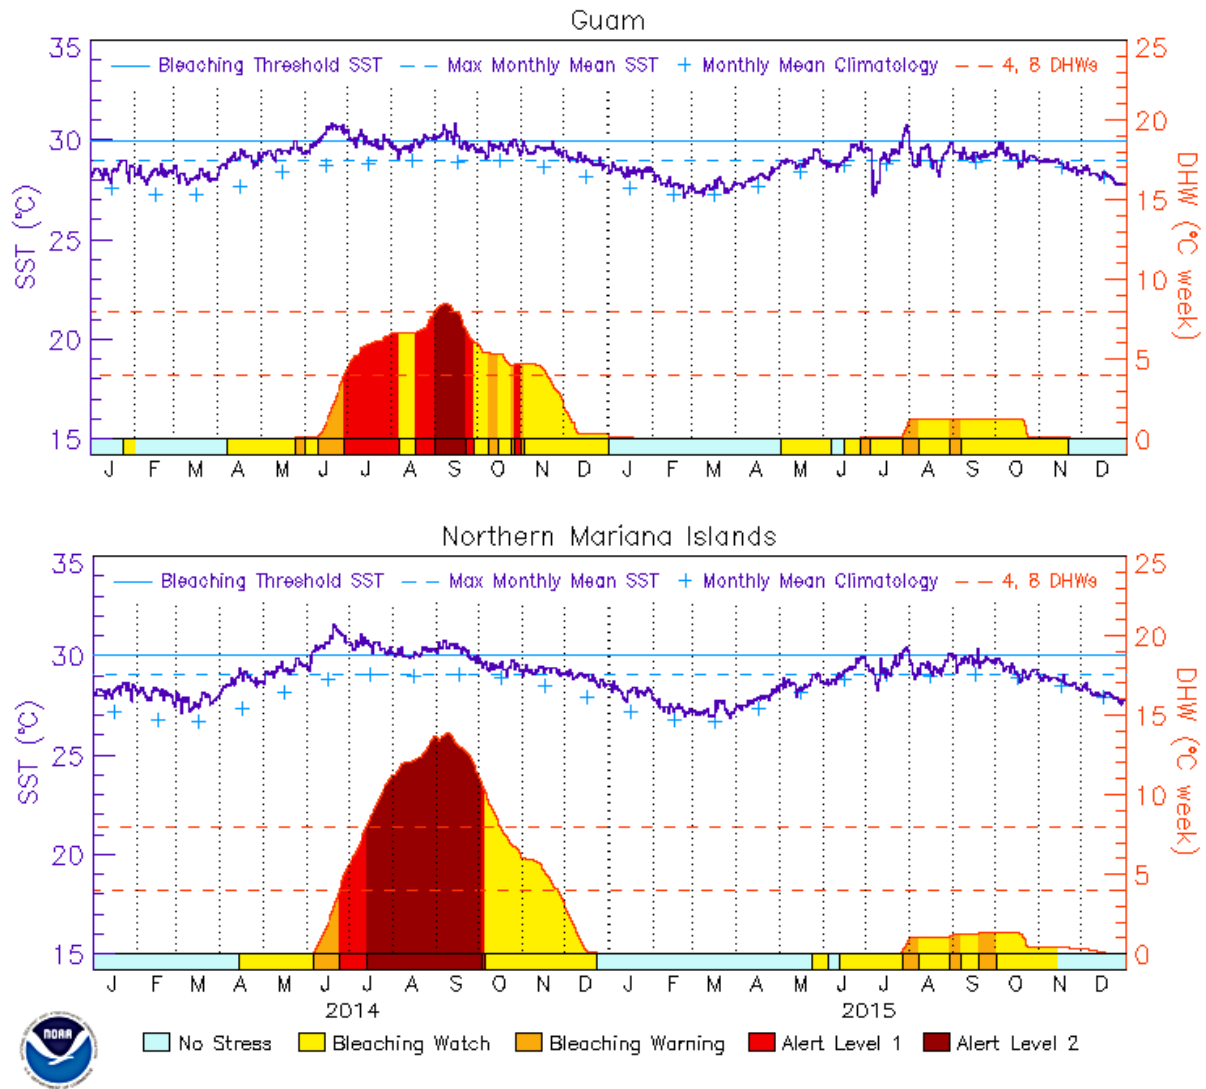 Guam
Bleaching Threshold SST Max Monthly Mean SST Monthly Mean Climatology 4, 8 DHWs
35 30 25 20 15
SST (°C)
25 20 15 10 5 0
DHW (°C week)
J F M A M J J A S O N D J F M A M J J A S O N D
Northern Mariana Islands
Bleaching Threshold SST Max Monthly Mean SST Monthly Mean Climatology 4, 8 DHWs
35 30 25 20 15
SST (°C)
25 20 15 10 5 0
DHW (°C week)
J F M A M J J A S O N D J F M A M J J A S O N D
2014 2015
NOAA
No Stress Bleaching Watch Bleaching Warning Alert Level 1 Alert Level 2